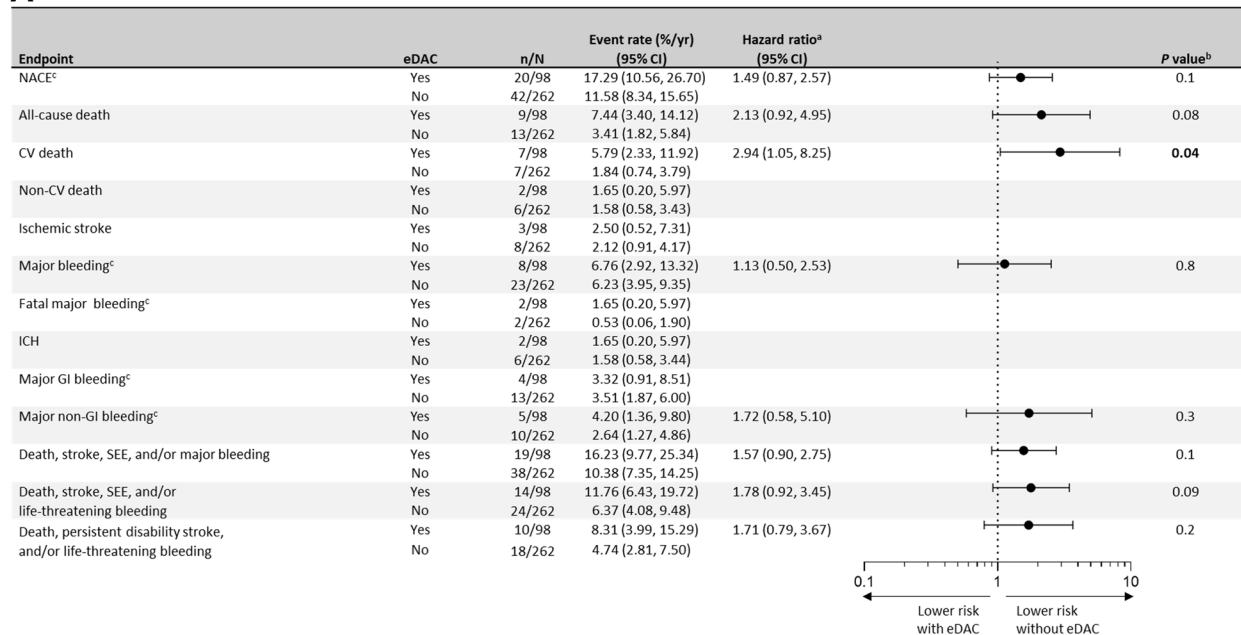 Event rate (%/yr) Hazard ratioᵃ
Endpoint eDAC n/N (95% CI) (95% CI) P valueᵇ
NACEᶜ Yes 20/98 17.29 (10.56, 26.70) 1.49 (0.87, 2.57) 0.1
No 42/262 11.58 (8.34, 15.65)
All-cause death Yes 9/98 7.44 (3.40, 14.12) 2.13 (0.92, 4.95) 0.08
No 13/262 3.41 (1.82, 5.84)
CV death Yes 7/98 5.79 (2.33, 11.92) 2.94 (1.05, 8.25) 0.04
No 7/262 1.84 (0.74, 3.79)
Non-CV death Yes 2/98 1.65 (0.20, 5.97)
No 6/262 1.58 (0.58, 3.43)
Ischemic stroke Yes 3/98 2.50 (0.52, 7.31)
No 8/262 2.12 (0.91, 4.17)
Major bleedingᶜ Yes 8/98 6.76 (2.92, 13.32) 1.13 (0.50, 2.53) 0.8
No 23/262 6.23 (3.95, 9.35)
Fatal major bleedingᶜ Yes 2/98 1.65 (0.20, 5.97)
No 2/262 0.53 (0.06, 1.90)
ICH Yes 2/98 1.65 (0.20, 5.97)
No 6/262 1.58 (0.58, 3.44)
Major GI bleedingᶜ Yes 4/98 3.32 (0.91, 8.51)
No 13/262 3.51 (1.87, 6.00)
Major non-GI bleedingᶜ Yes 5/98 4.20 (1.36, 9.80) 1.72 (0.58, 5.10) 0.3
No 10/262 2.64 (1.27, 4.86)
Death, stroke, SEE, and/or major bleeding Yes 19/98 16.23 (9.77, 25.34) 1.57 (0.90, 2.75) 0.1
No 38/262 10.38 (7.35, 14.25)
Death, stroke, SEE, and/or Yes 14/98 11.76 (6.43, 19.72) 1.78 (0.92, 3.45) 0.09
life-threatening bleeding No 24/262 6.37 (4.08, 9.48)
Death, persistent disability stroke, Yes 10/98 8.31 (3.99, 15.29) 1.71 (0.79, 3.67) 0.2
and/or life-threatening bleeding No 18/262 4.74 (2.81, 7.50)
0.1 1 10
Lower risk Lower risk
with eDAC without eDAC